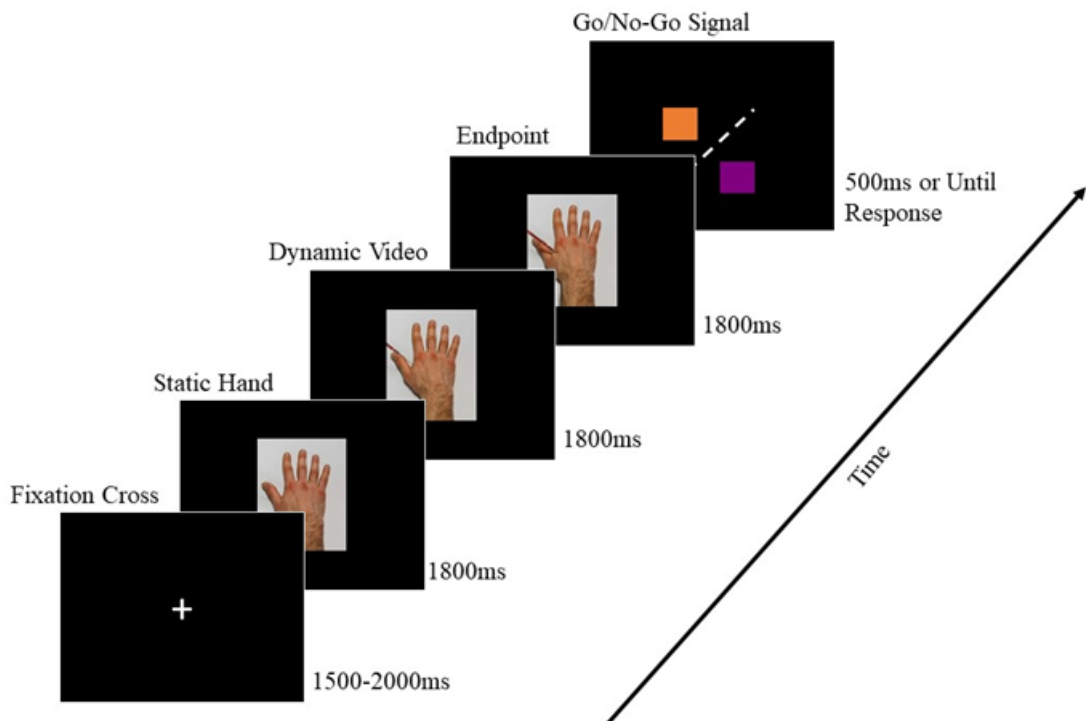 Go/No-Go Signal
500ms or Until
Response
Endpoint
1800ms
Dynamic Video
1800ms
Static Hand
1800ms
Fixation Cross
1500-2000ms
Time